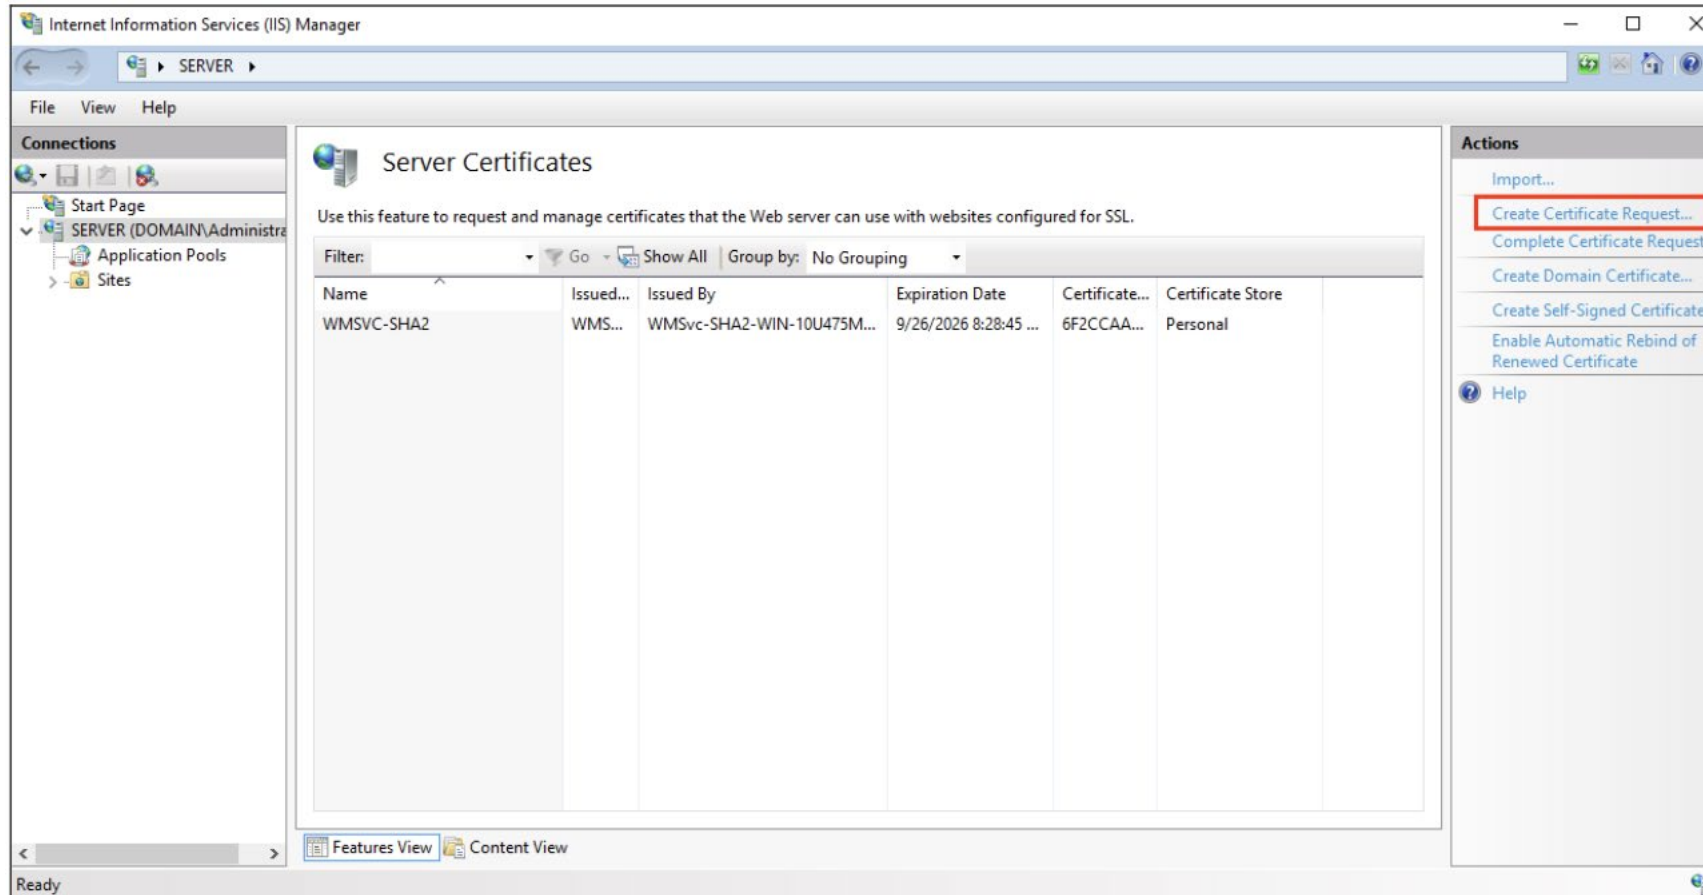 Internet Information Services (IIS) Manager
SERVER
File View Help
Connections
Start Page
SERVER (DOMAIN\Administra
Application Pools
Sites
Server Certificates
Use this feature to request and manage certificates that the Web server can use with websites configured for SSL.
Filter: Go Show All Group by: No Grouping
Name Issued... Issued By Expiration Date Certificate... Certificate Store
WMSVC-SHA2 WMS... WMSvc-SHA2-WIN-10U475M... 9/26/2026 8:28:45 ... 6F2CCAA... Personal
Features View Content View
Actions
Import...
Create Certificate Request...
Complete Certificate Request
Create Domain Certificate...
Create Self-Signed Certificate
Enable Automatic Rebind of
Renewed Certificate
Help
Ready